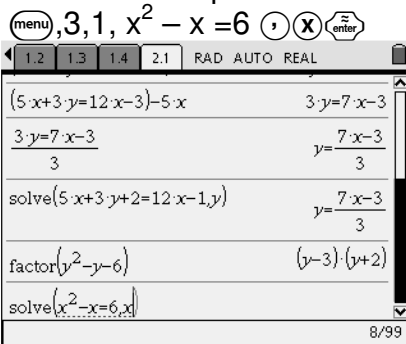 menu,3,1, x² – x =6 , X enter
1.2 1.3 1.4 2.1 RAD AUTO REAL
(5·x+3·y=12·x−3)−5·x 3·y=7·x−3
3·y=7·x−3 / 3 y=7·x−3 / 3
solve(5·x+3·y+2=12·x−1,y) y=7·x−3 / 3
factor(y²−y−6) (y−3)·(y+2)
solve(x²−x=6,x)
8/99